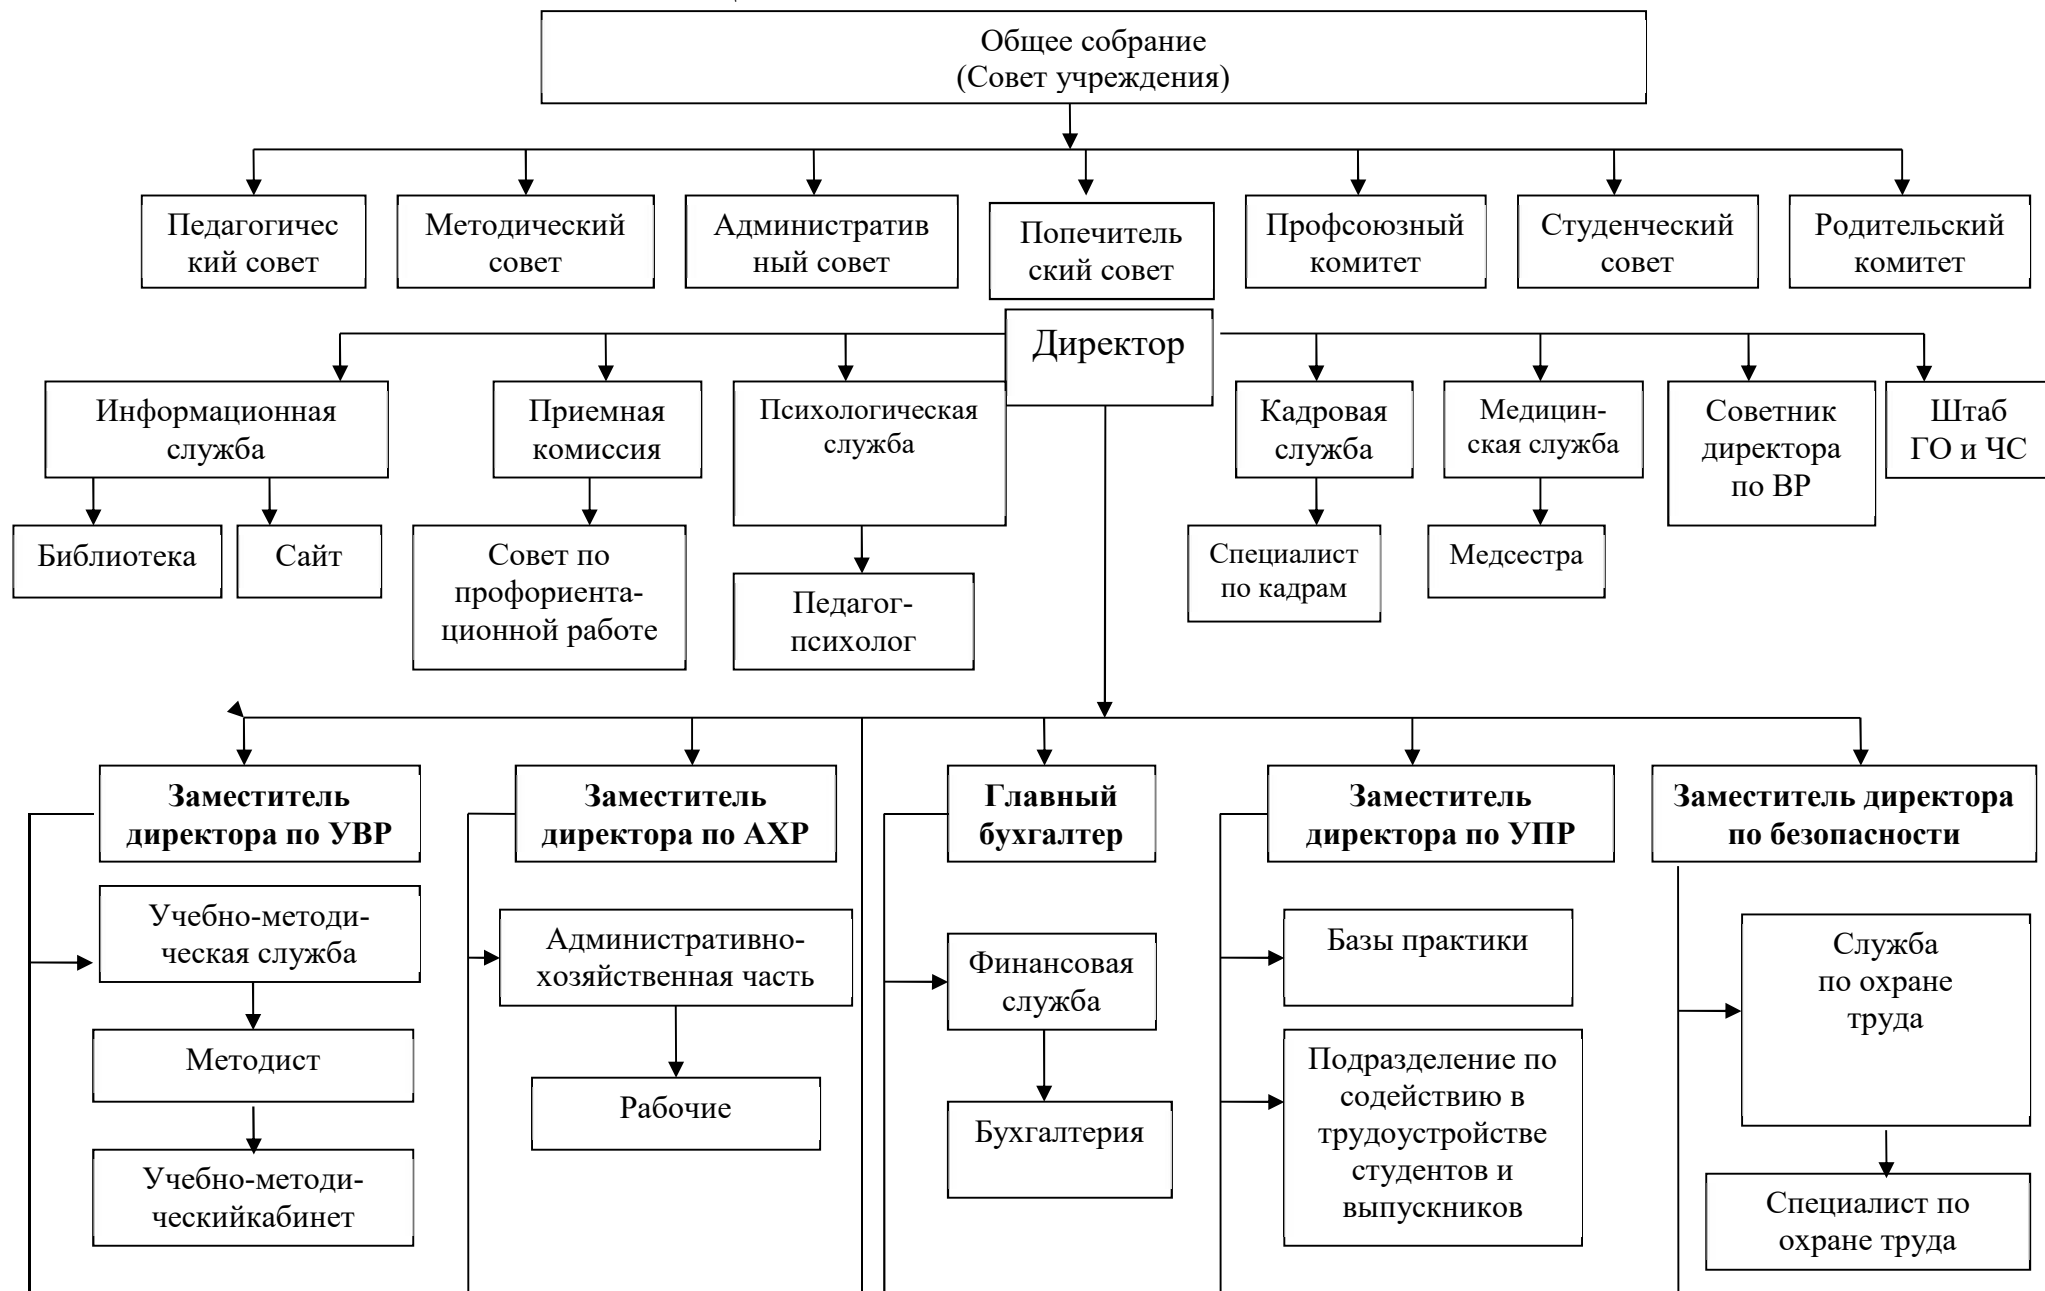 Общее собрание
(Совет учреждения)
Педагогичес
кий совет
Методический
совет
Административ
ный совет
Попечитель
ский совет
Профсоюзный
комитет
Студенческий
совет
Родительский
комитет
Директор
Информационная
служба
Приемная
комиссия
Психологическая
служба
Кадровая
служба
Медицин-
ская служба
Советник
директора
по ВР
Штаб
ГО и ЧС
Библиотека
Сайт
Совет по
профориента-
ционной работе
Педагог-
психолог
Специалист
по кадрам
Медсестра
Заместитель
директора по УВР
Заместитель
директора по АХР
Главный
бухгалтер
Заместитель
директора по УПР
Заместитель директора
по безопасности
Учебно-методи-
ческая служба
Методист
Учебно-методи-
ческийкабинет
Административно-
хозяйственная часть
Рабочие
Финансовая
служба
Бухгалтерия
Базы практики
Подразделение по
содействию в
трудоустройстве
студентов и
выпускников
Служба
по охране
труда
Специалист по
охране труда